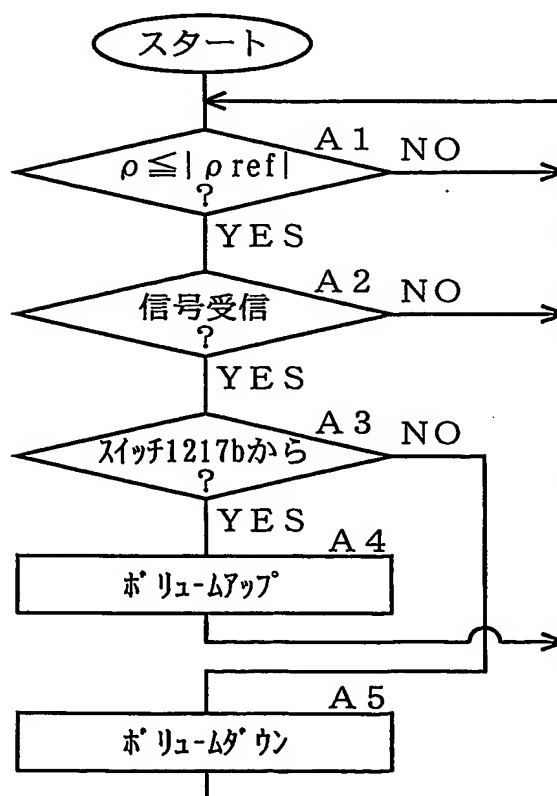 スタート
A1
ρ≦|ρref|
?
NO
YES
A2
信号受信
?
NO
YES
A3
スイッチ1217bから
?
NO
YES
A4
ボリュームアップ
A5
ボリュームダウン